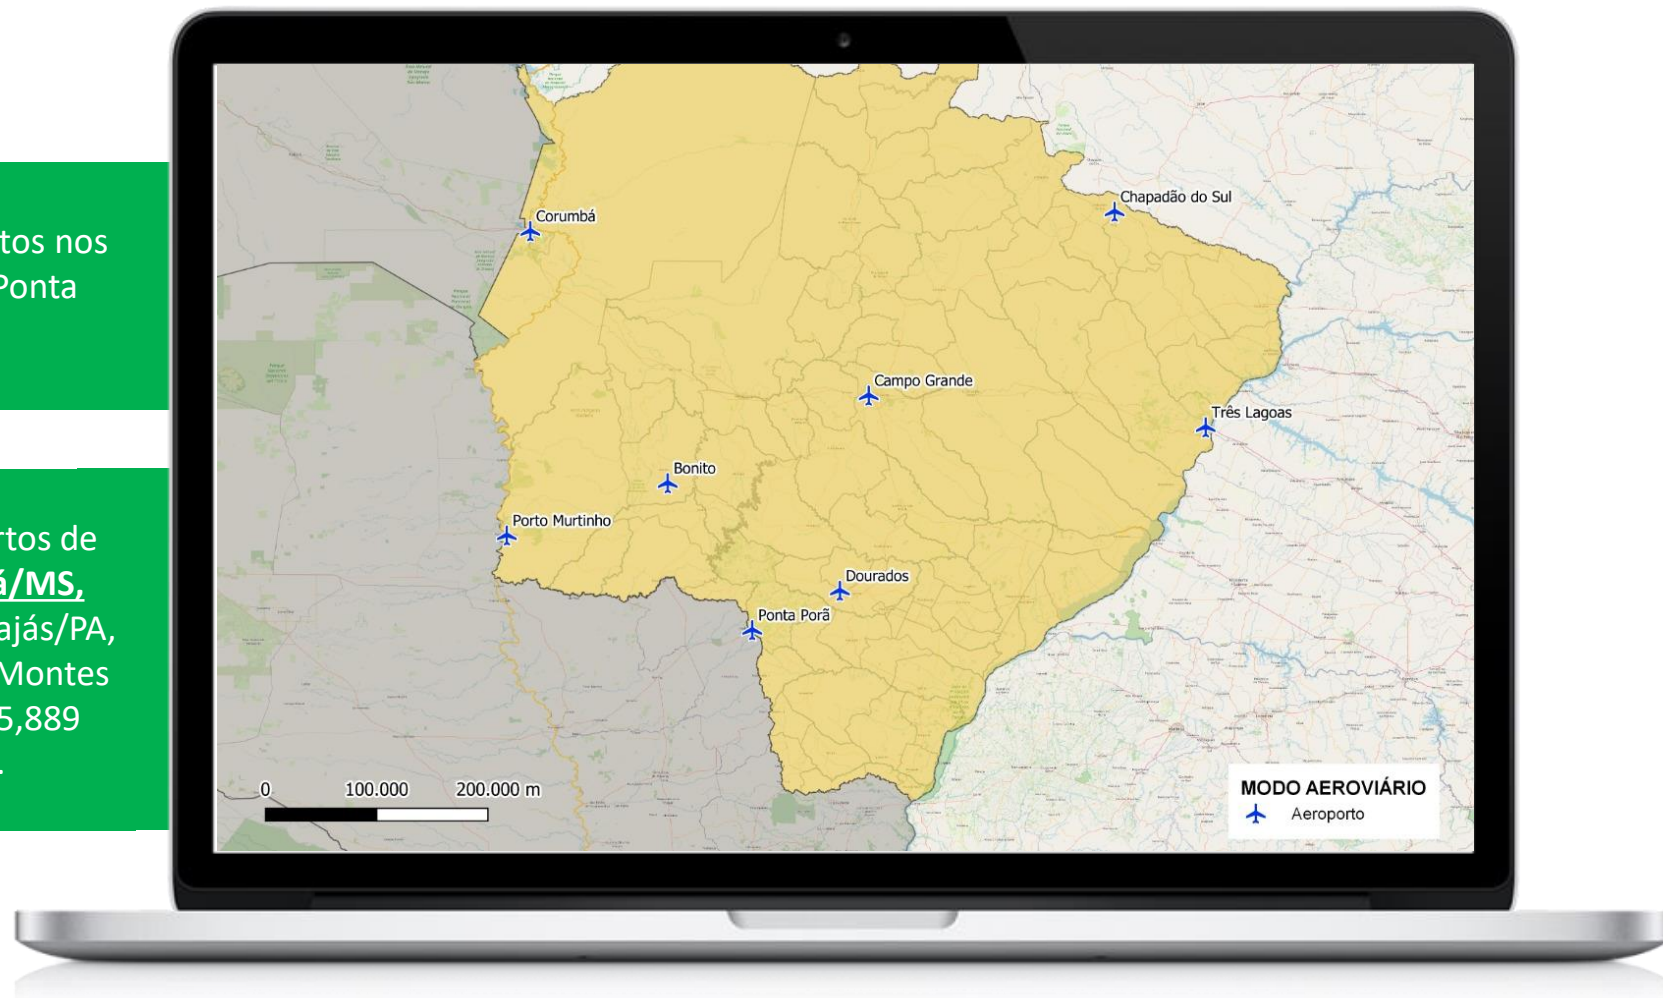 tos nos
Ponta
rtos de
á/MS,
ajás/PA,
Montes
5,889
.
Corumbá
Chapadão do Sul
Campo Grande
Três Lagoas
Bonito
Porto Murtinho
Dourados
Ponta Porã
0 100.000 200.000 m
MODO AEROVIÁRIO
Aeroporto